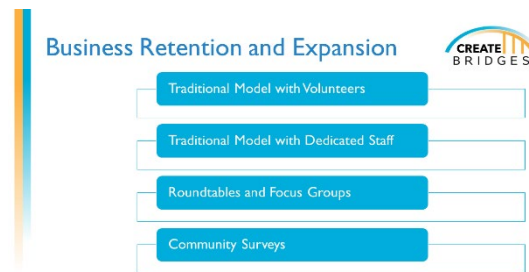 Business Retention and Expansion
CREATE
BRIDGES
Traditional Model with Volunteers
Traditional Model with Dedicated Staff
Roundtables and Focus Groups
Community Surveys